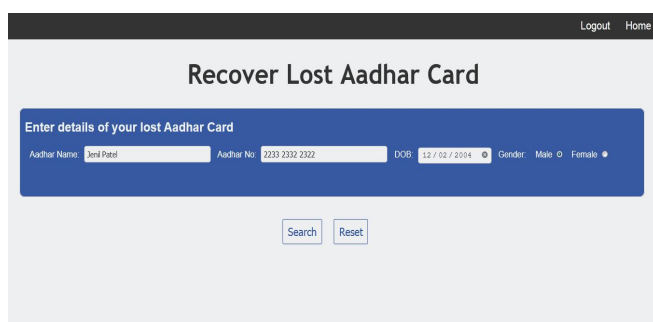 Logout Home
Recover Lost Aadhar Card
Enter details of your lost Aadhar Card
Aadhar Name: Jenil Patel Aadhar No: 2233 2332 2322 DOB: 12 / 02 / 2004 Gender: Male Female
Search Reset